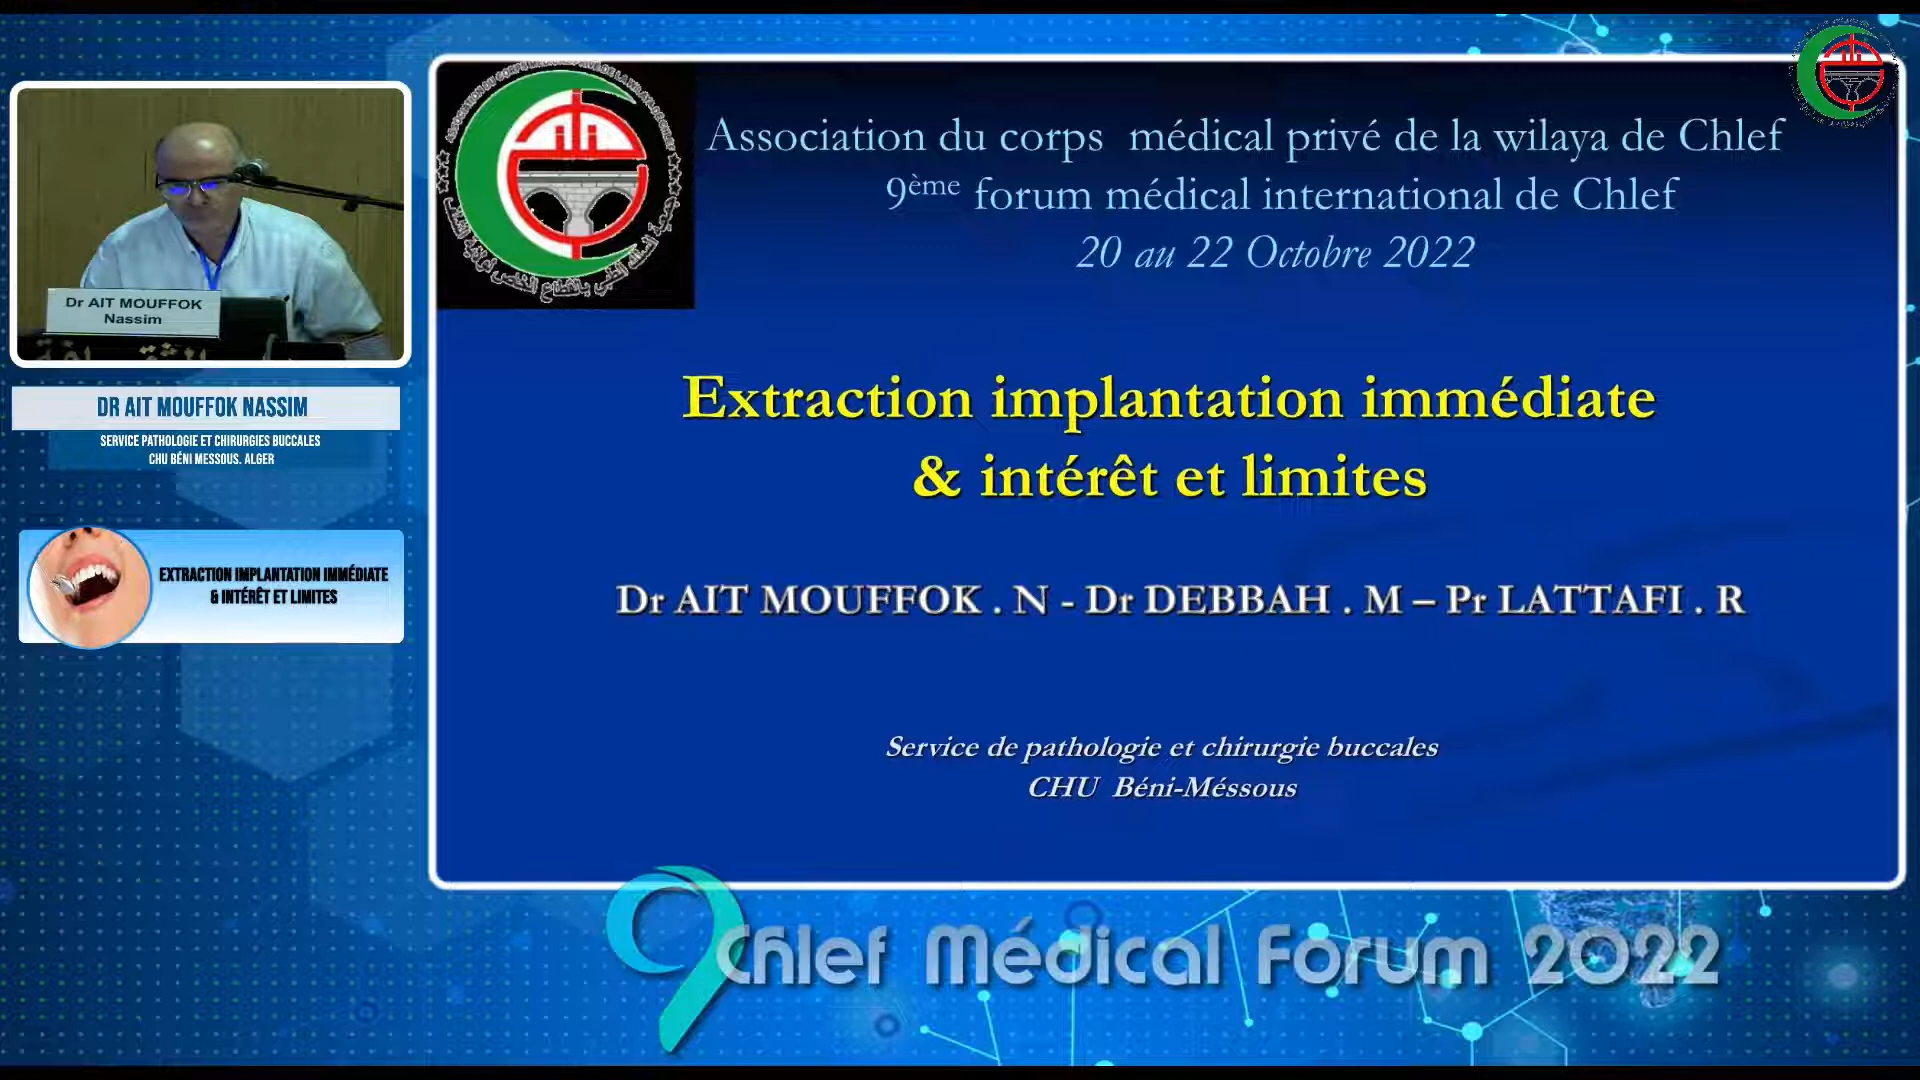 Association du corps médical privé de la wilaya de Chlef
9ème forum médical international de Chlef
20 au 22 Octobre 2022
Extraction implantation immédiate
& intérêt et limites
Dr AIT MOUFFOK . N - Dr DEBBAH . M – Pr LATTAFI . R
Service de pathologie et chirurgie buccales
CHU Béni-Méssous
Dr AIT MOUFFOK
Nassim
DR AIT MOUFFOK NASSIM
SERVICE PATHOLOGIE ET CHIRURGIES BUCCALES
CHU BÉNI MESSOUS. ALGER
EXTRACTION IMPLANTATION IMMÉDIATE
& INTÉRÊT ET LIMITES
9 Chlef Médical Forum 2022